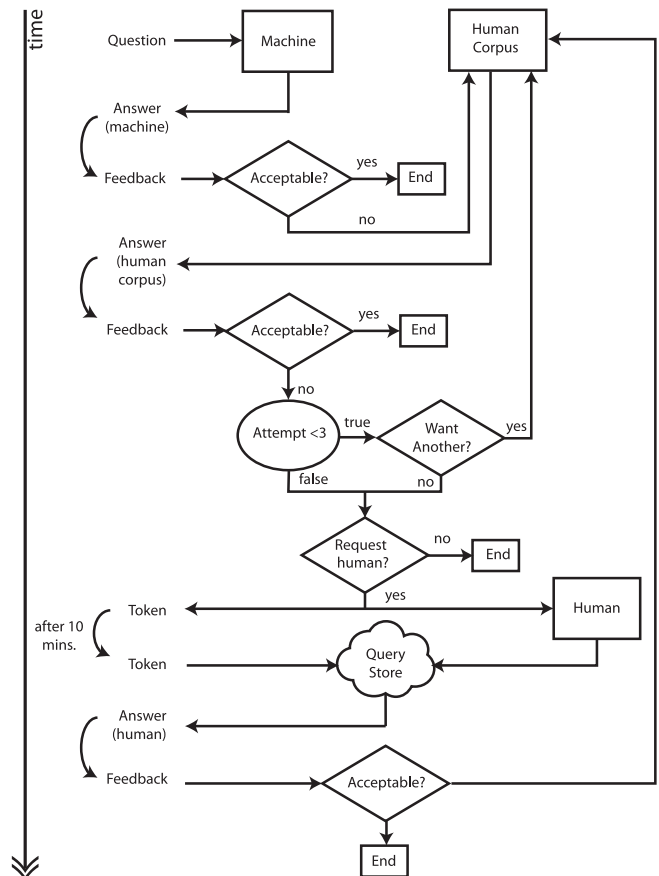 time
Question
Machine
Human
Corpus
Answer
(machine)
Feedback
Acceptable?
yes
End
no
Answer
(human
corpus)
Feedback
Acceptable?
yes
End
no
Attempt <3
true
Want
Another?
yes
false
no
Request
human?
no
End
yes
Token
Human
after 10
mins.
Token
Query
Store
Answer
(human)
Feedback
Acceptable?
End